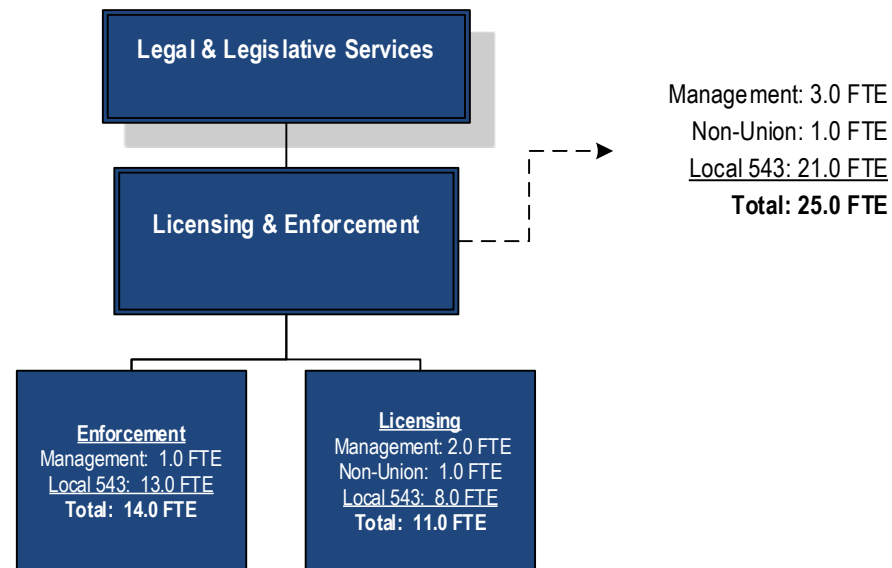 Legal & Legislative Services
Management: 3.0 FTE
Non-Union: 1.0 FTE
Local 543: 21.0 FTE
Total: 25.0 FTE
Licensing & Enforcement
Enforcement
Management: 1.0 FTE
Local 543: 13.0 FTE
Total: 14.0 FTE
Licensing
Management: 2.0 FTE
Non-Union: 1.0 FTE
Local 543: 8.0 FTE
Total: 11.0 FTE